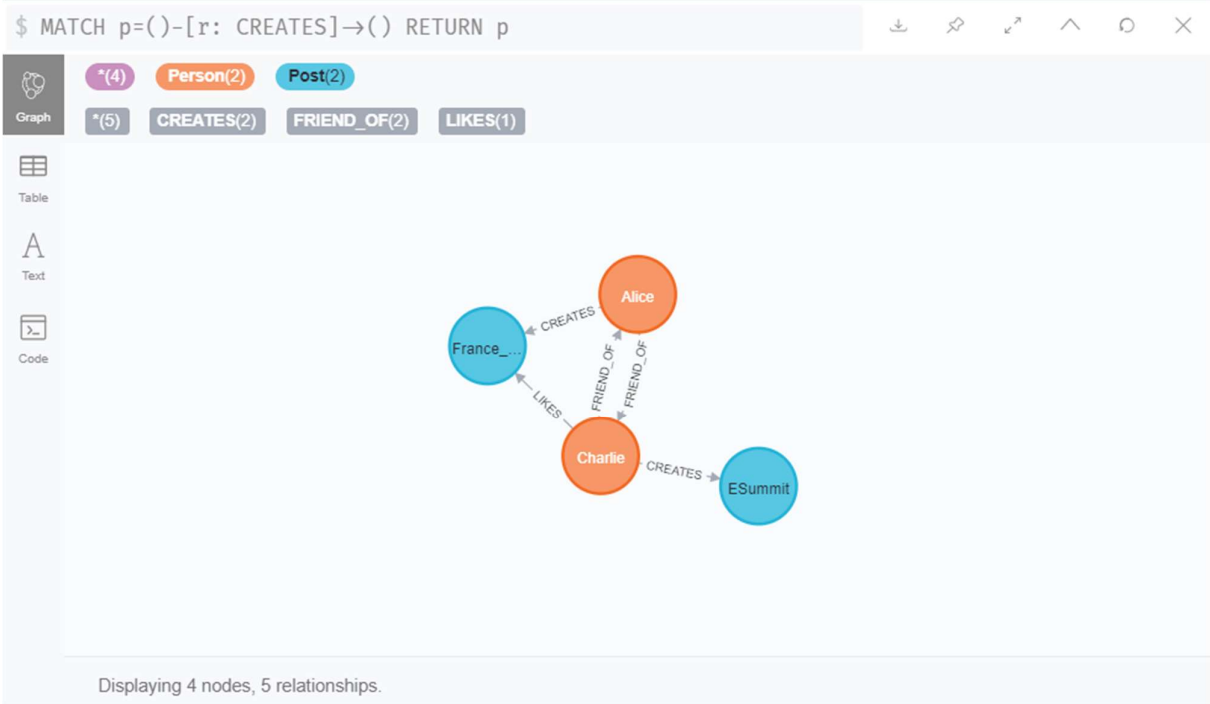 $ MATCH p=()-[r: CREATES]→() RETURN p
*(4) Person(2) Post(2)
Graph
*(5) CREATES(2) FRIEND_OF(2) LIKES(1)
Table
A
Text
Code
Alice
CREATES
France_...
FRIEND_OF
FRIEND_OF
LIKES
Charlie
CREATES
ESummit
Displaying 4 nodes, 5 relationships.